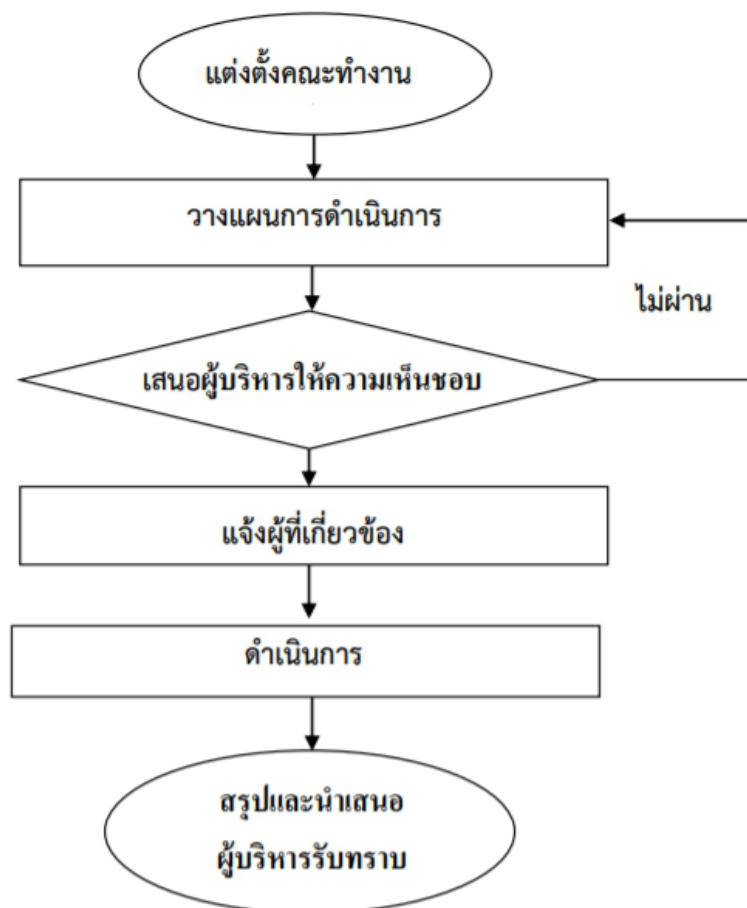 แต่งตั้งคณะทำงาน
วางแผนการดำเนินการ
ไม่ผ่าน
เสนอผู้บริหารให้ความเห็นชอบ
แจ้งผู้ที่เกี่ยวข้อง
ดำเนินการ
สรุปและนำเสนอ
ผู้บริหารรับทราบ